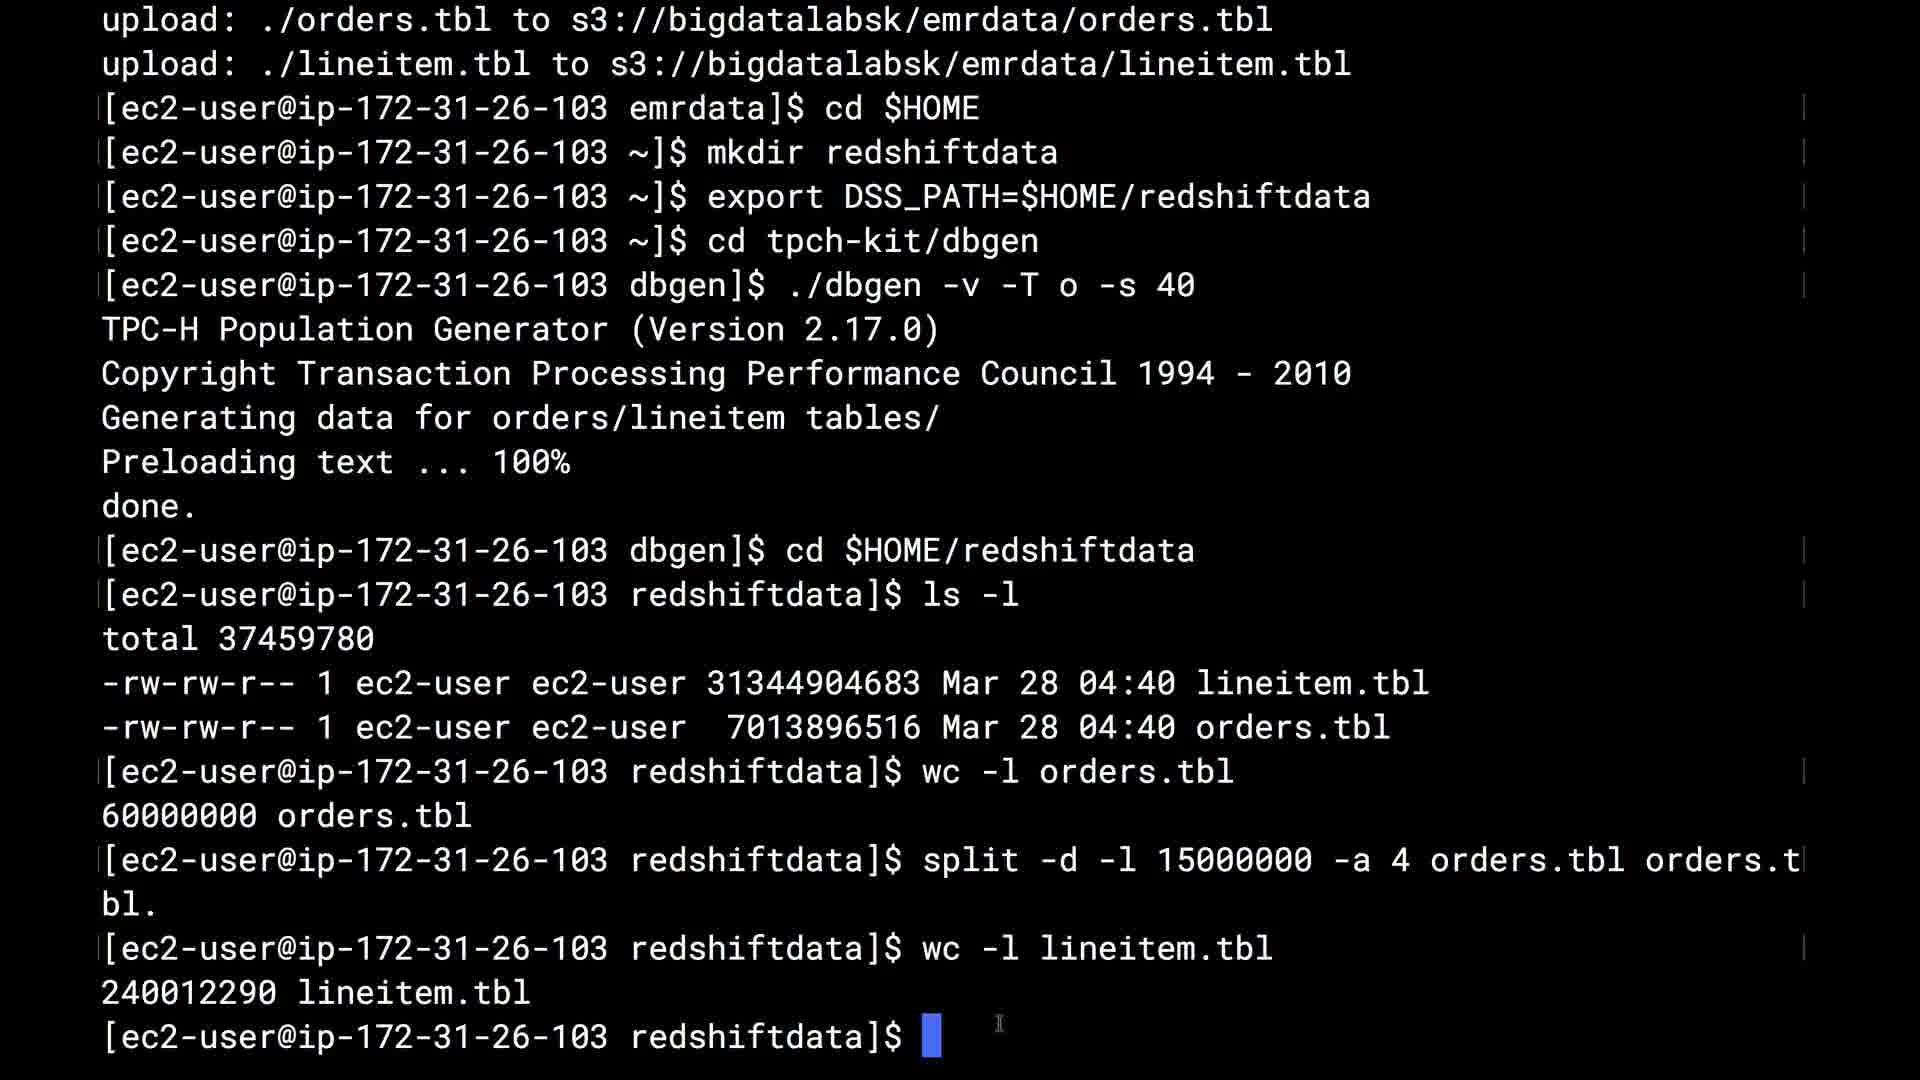 upload: ./orders.tbl to s3://bigdatalabsk/emrdata/orders.tbl
upload: ./lineitem.tbl to s3://bigdatalabsk/emrdata/lineitem.tbl
[ec2-user@ip-172-31-26-103 emrdata]$ cd $HOME
[ec2-user@ip-172-31-26-103 ~]$ mkdir redshiftdata
[ec2-user@ip-172-31-26-103 ~]$ export DSS_PATH=$HOME/redshiftdata
[ec2-user@ip-172-31-26-103 ~]$ cd tpch-kit/dbgen
[ec2-user@ip-172-31-26-103 dbgen]$ ./dbgen -v -T o -s 40
TPC-H Population Generator (Version 2.17.0)
Copyright Transaction Processing Performance Council 1994 - 2010
Generating data for orders/lineitem tables/
Preloading text ... 100%
done.
[ec2-user@ip-172-31-26-103 dbgen]$ cd $HOME/redshiftdata
[ec2-user@ip-172-31-26-103 redshiftdata]$ ls -l
total 37459780
-rw-rw-r-- 1 ec2-user ec2-user 31344904683 Mar 28 04:40 lineitem.tbl
-rw-rw-r-- 1 ec2-user ec2-user  7013896516 Mar 28 04:40 orders.tbl
[ec2-user@ip-172-31-26-103 redshiftdata]$ wc -l orders.tbl
60000000 orders.tbl
[ec2-user@ip-172-31-26-103 redshiftdata]$ split -d -l 15000000 -a 4 orders.tbl orders.t
bl.
[ec2-user@ip-172-31-26-103 redshiftdata]$ wc -l lineitem.tbl
240012290 lineitem.tbl
[ec2-user@ip-172-31-26-103 redshiftdata]$